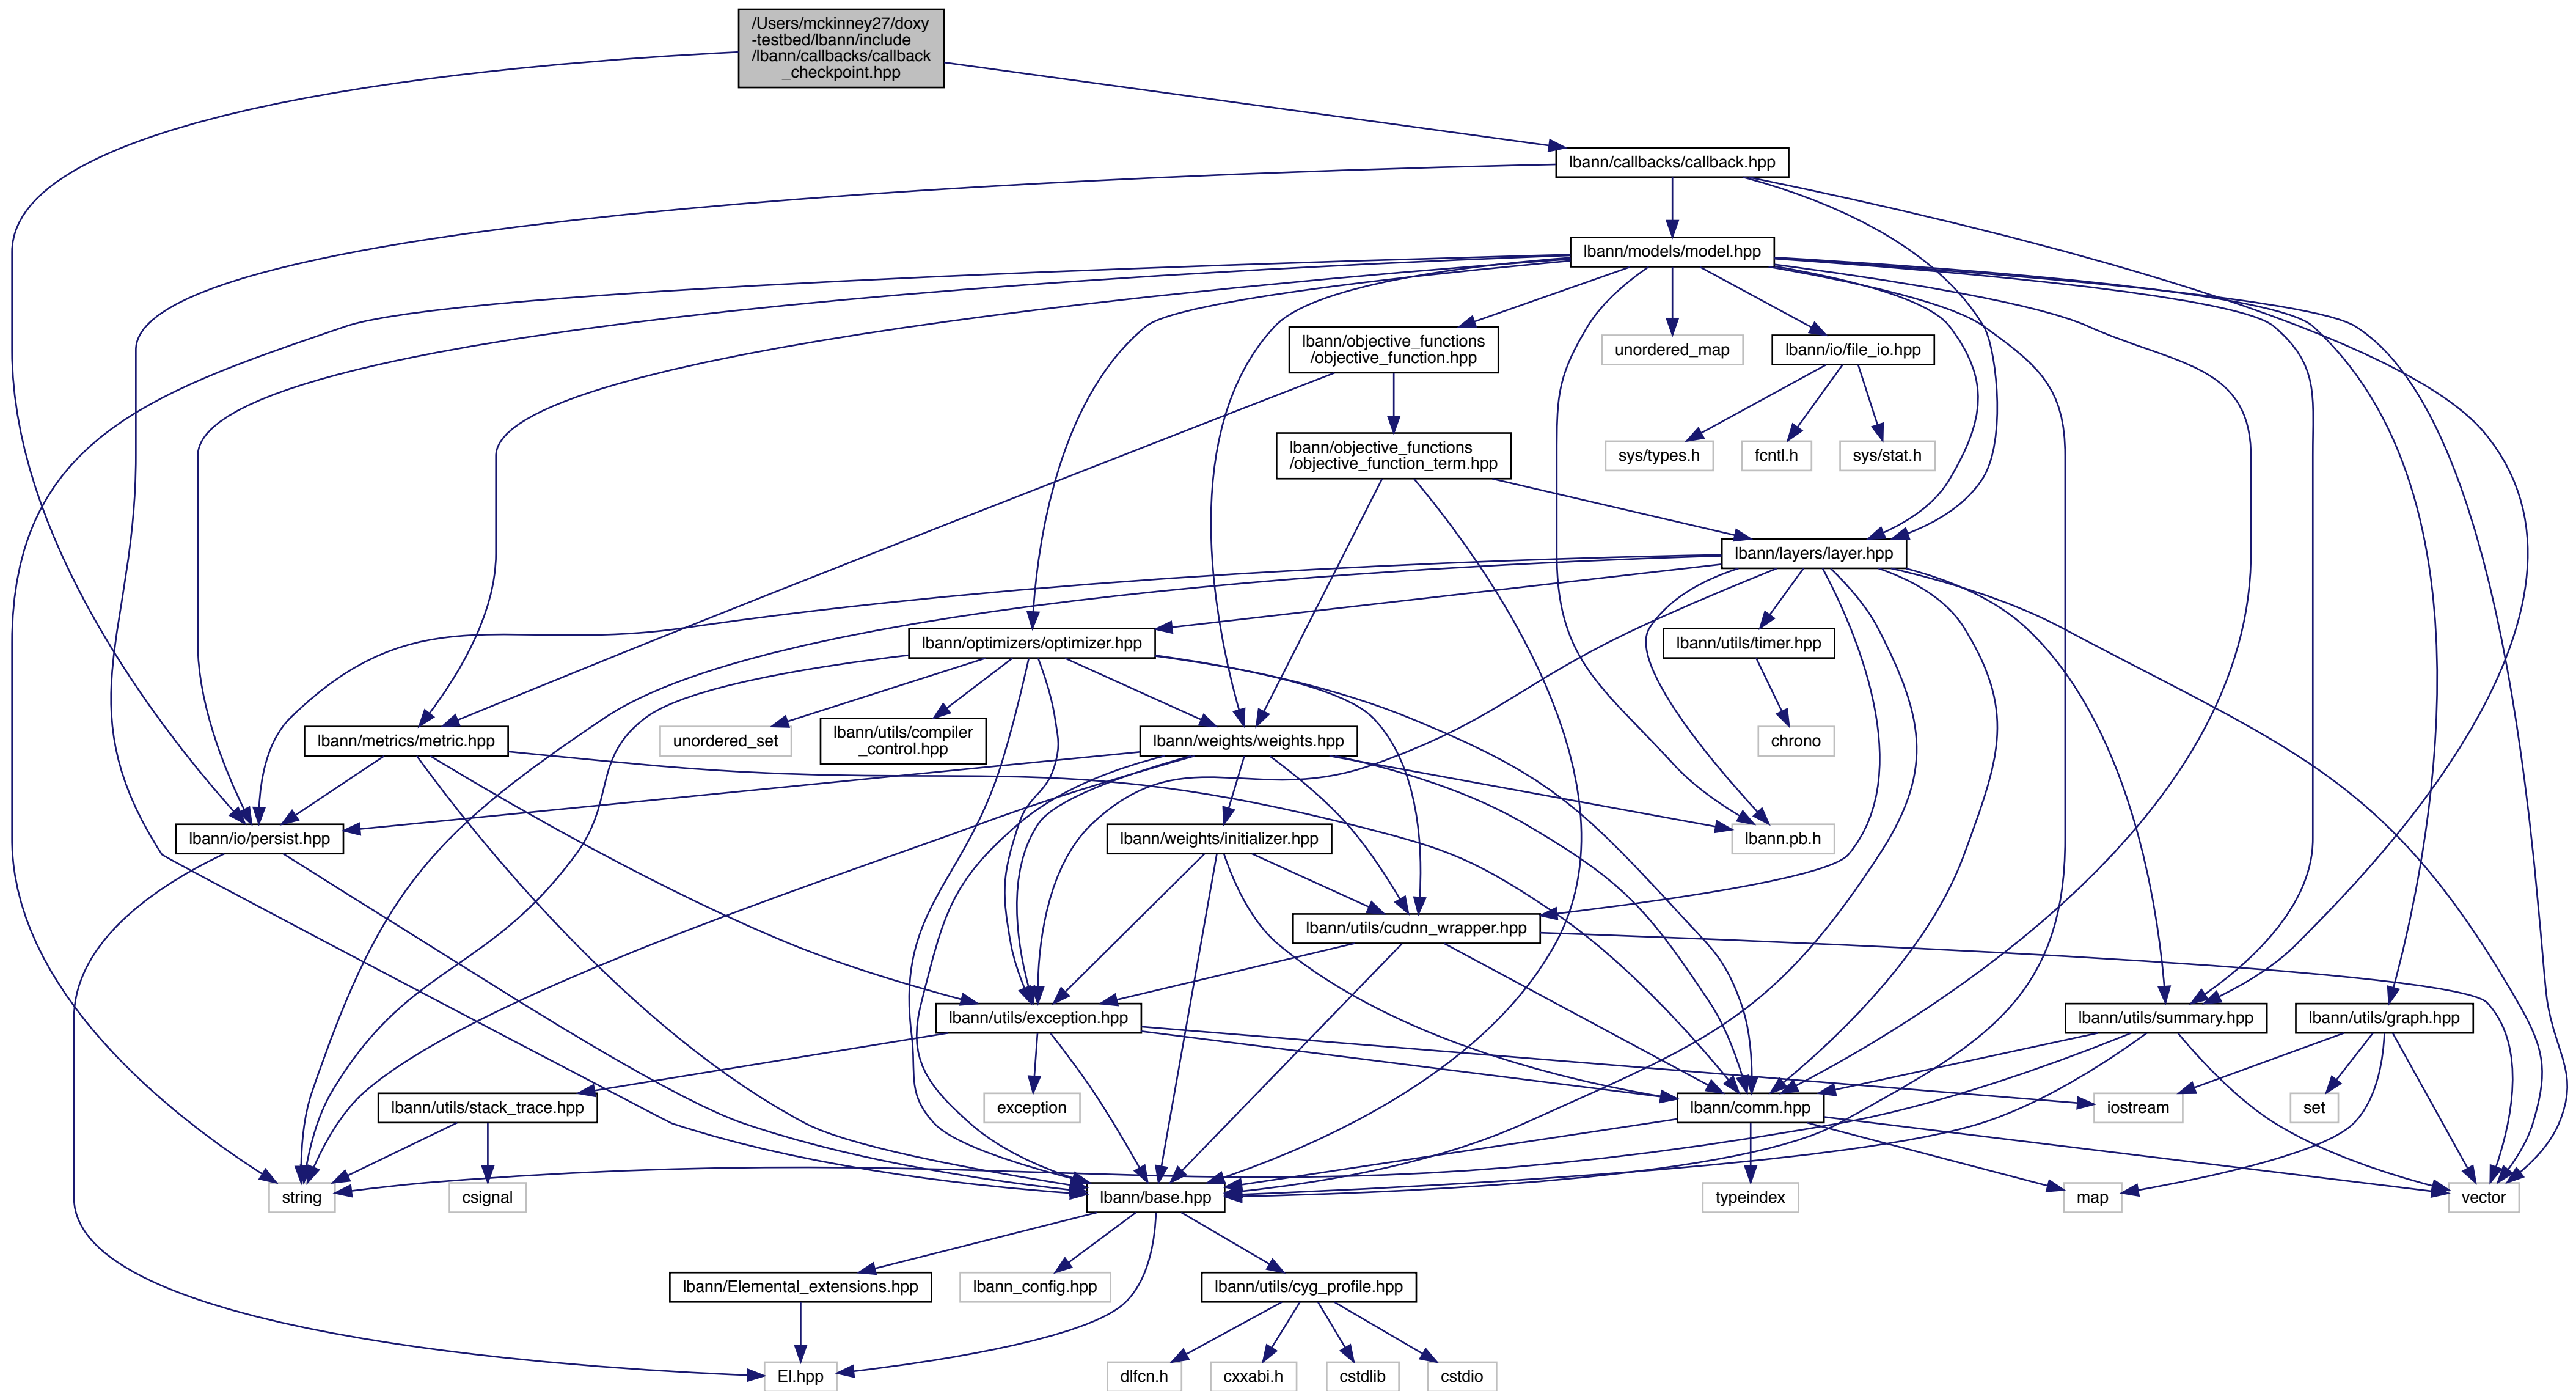 /Users/mckinney27/doxy
-testbed/lbann/include
/lbann/callbacks/callback
_checkpoint.hpp
lbann/callbacks/callback.hpp
lbann/models/model.hpp
lbann/objective_functions
/objective_function.hpp
unordered_map
lbann/io/file_io.hpp
lbann/objective_functions
/objective_function_term.hpp
sys/types.h
fcntl.h
sys/stat.h
lbann/layers/layer.hpp
lbann/optimizers/optimizer.hpp
lbann/utils/timer.hpp
lbann/metrics/metric.hpp
unordered_set
lbann/utils/compiler
_control.hpp
lbann/weights/weights.hpp
chrono
lbann/io/persist.hpp
lbann/weights/initializer.hpp
lbann.pb.h
lbann/utils/cudnn_wrapper.hpp
lbann/utils/exception.hpp
lbann/utils/summary.hpp
lbann/utils/graph.hpp
lbann/utils/stack_trace.hpp
exception
lbann/comm.hpp
iostream
set
string
csignal
lbann/base.hpp
typeindex
map
vector
lbann/Elemental_extensions.hpp
lbann_config.hpp
lbann/utils/cyg_profile.hpp
El.hpp
dlfcn.h
cxxabi.h
cstdlib
cstdio